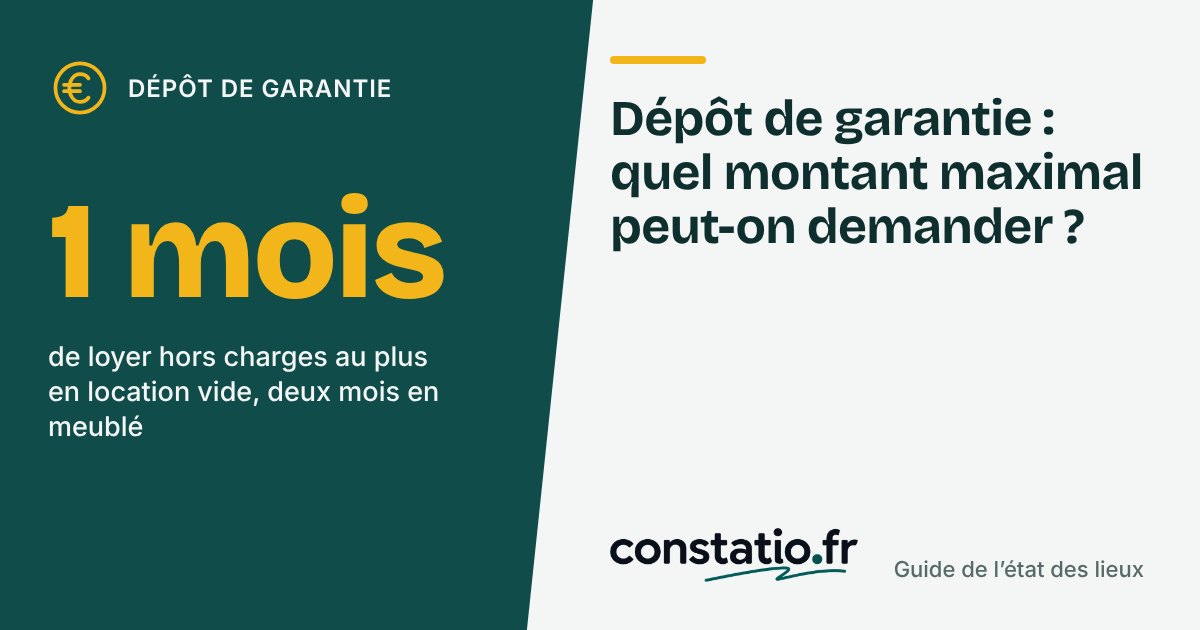 € DÉPÔT DE GARANTIE
1 mois
de loyer hors charges au plus
en location vide, deux mois en
meublé
Dépôt de garantie :
quel montant maximal
peut-on demander ?
constatio.fr
Guide de l’état des lieux